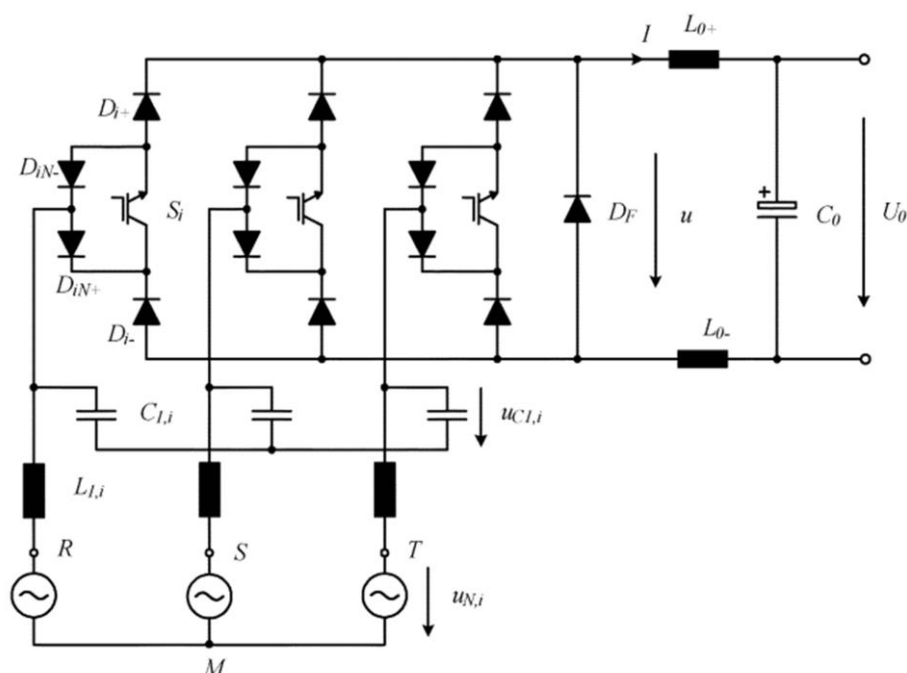 I
L0+
Di+
DiN-
Si
DF
u
+
C0
U0
DiN+
Di-
L0-
C1,i
uC1,i
L1,i
R
S
T
uN,i
M